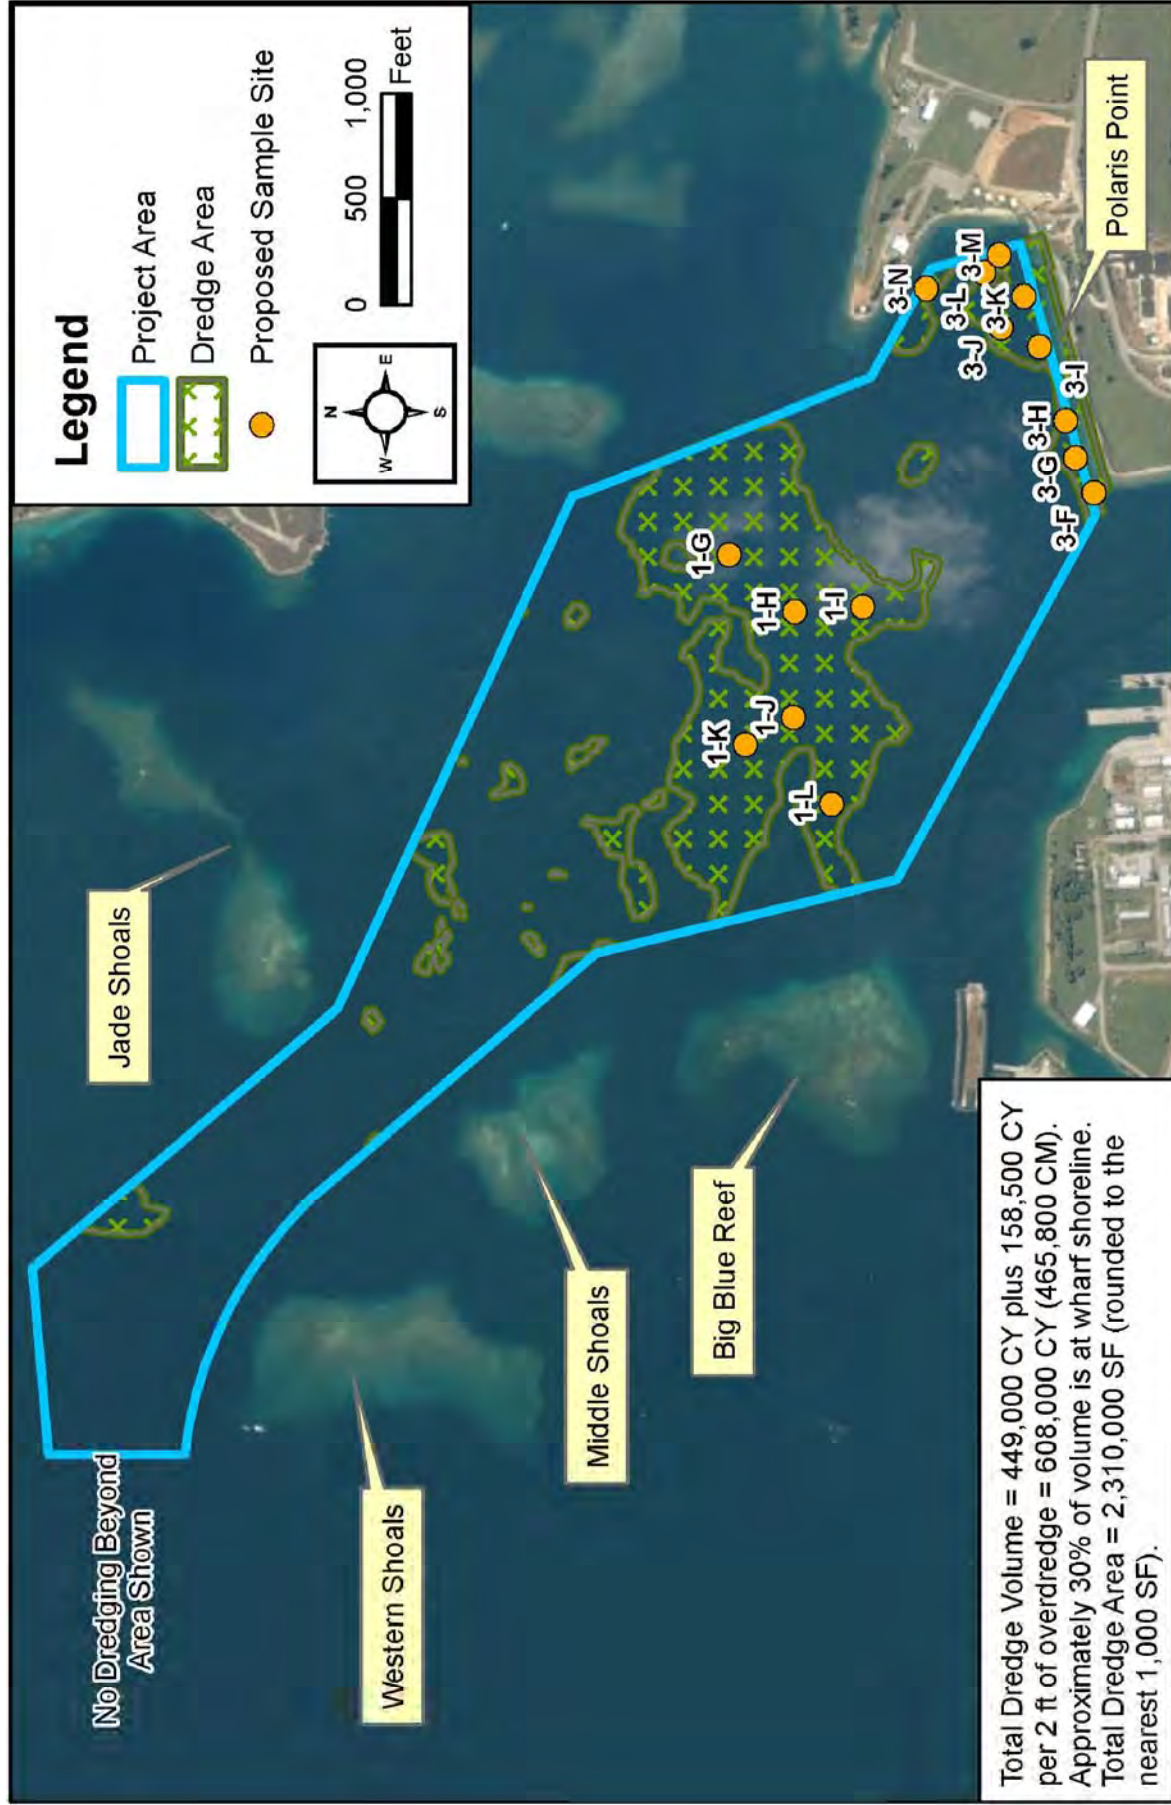 Legend
Project Area
Dredge Area
Proposed Sample Site
N
W
E
S
0
500
1,000
Feet
No Dredging Beyond
Area Shown
Jade Shoals
Western Shoals
Middle Shoals
Big Blue Reef
Polaris Point
1-G
1-H
1-I
1-J
1-K
1-L
3-N
3-M
3-L
3-K
3-J
3-I
3-H
3-G
3-F
Total Dredge Volume = 449,000 CY plus 158,500 CY
per 2 ft of overdredge = 608,000 CY (465,800 CM).
Approximately 30% of volume is at wharf shoreline.
Total Dredge Area = 2,310,000 SF (rounded to the
nearest 1,000 SF).